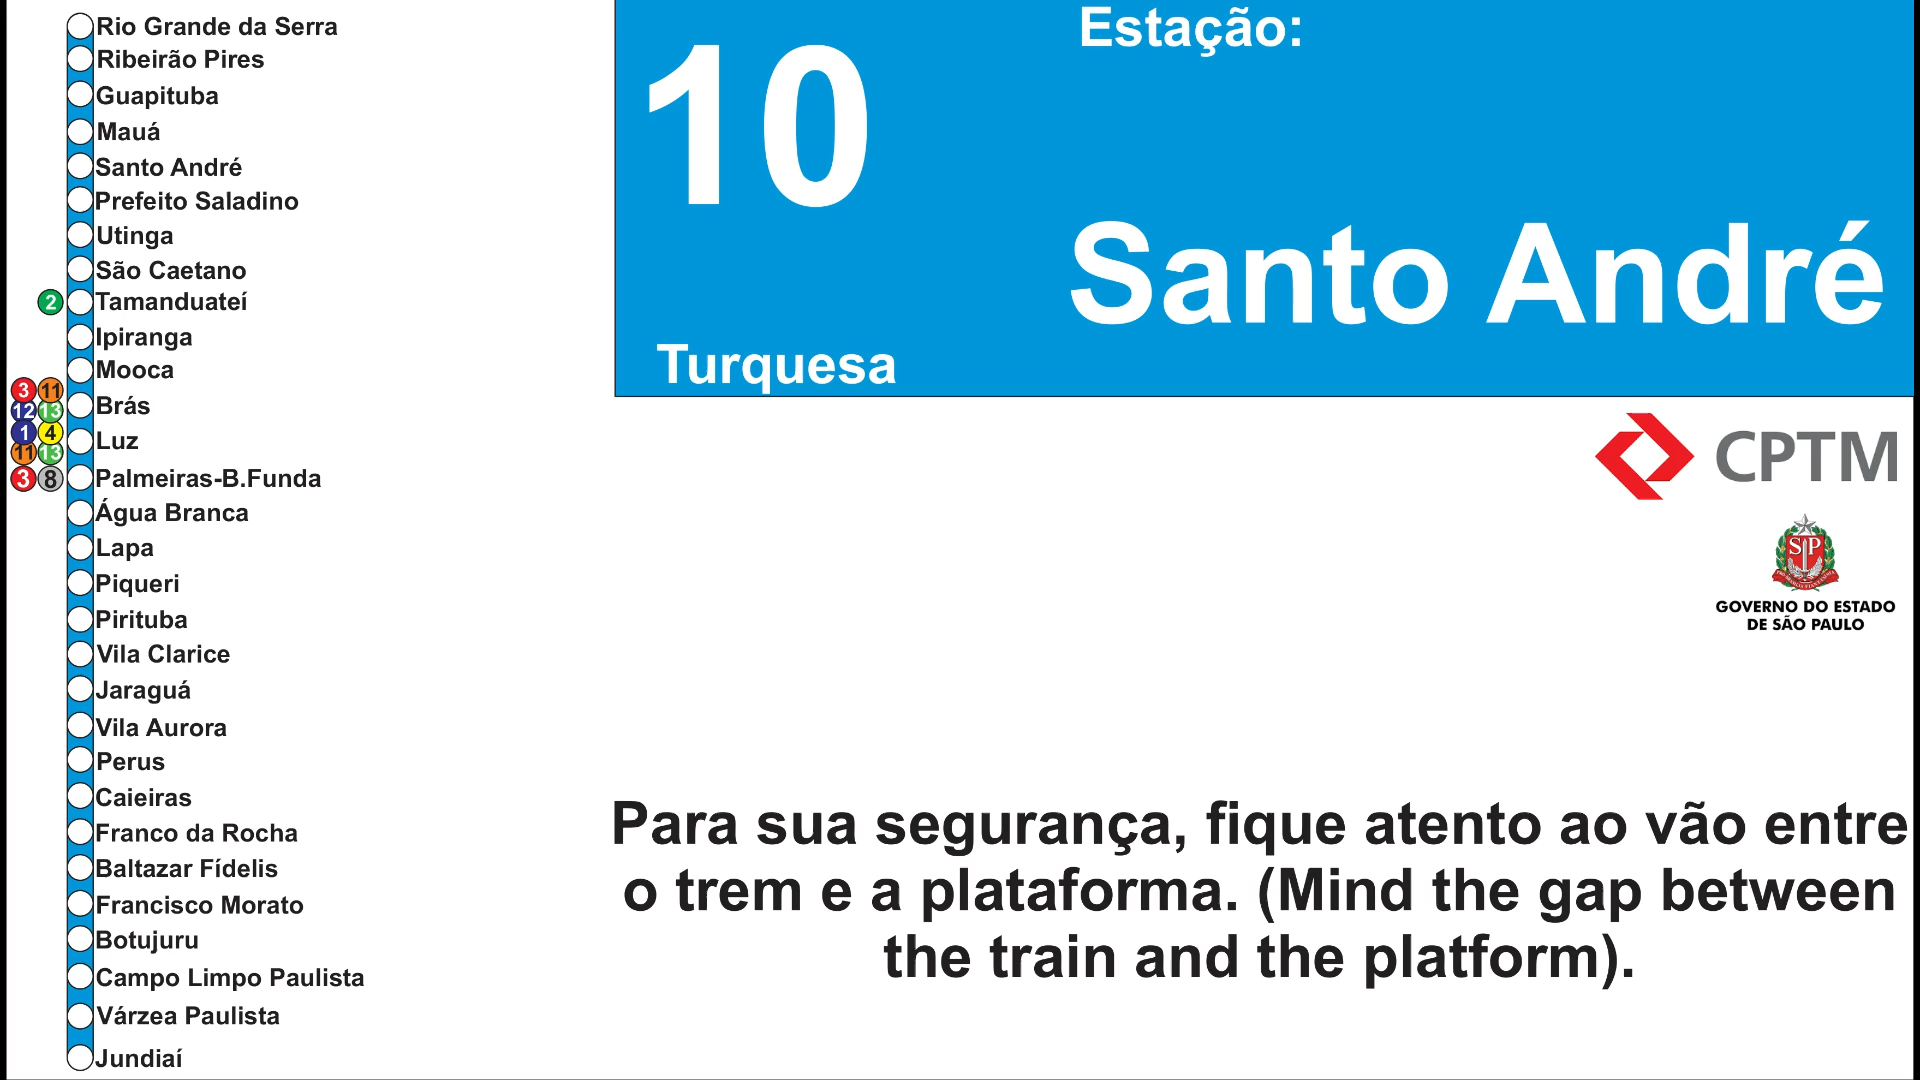 Rio Grande da Serra
Ribeirão Pires
Guapituba
Mauá
Santo André
Prefeito Saladino
Utinga
São Caetano
2 Tamanduateí
Ipiranga
Mooca
3 11
Brás
12 13
1 4
Luz
11 13
3 8 Palmeiras-B.Funda
Água Branca
Lapa
Piqueri
Pirituba
Vila Clarice
Jaraguá
Vila Aurora
Perus
Caieiras
Franco da Rocha
Baltazar Fídelis
Francisco Morato
Botujuru
Campo Limpo Paulista
Várzea Paulista
Jundiaí
10
Turquesa
Estação:
Santo André
CPTM
SP
GOVERNO DO ESTADO
DE SÃO PAULO
Para sua segurança, fique atento ao vão entre
o trem e a plataforma. (Mind the gap between
the train and the platform).